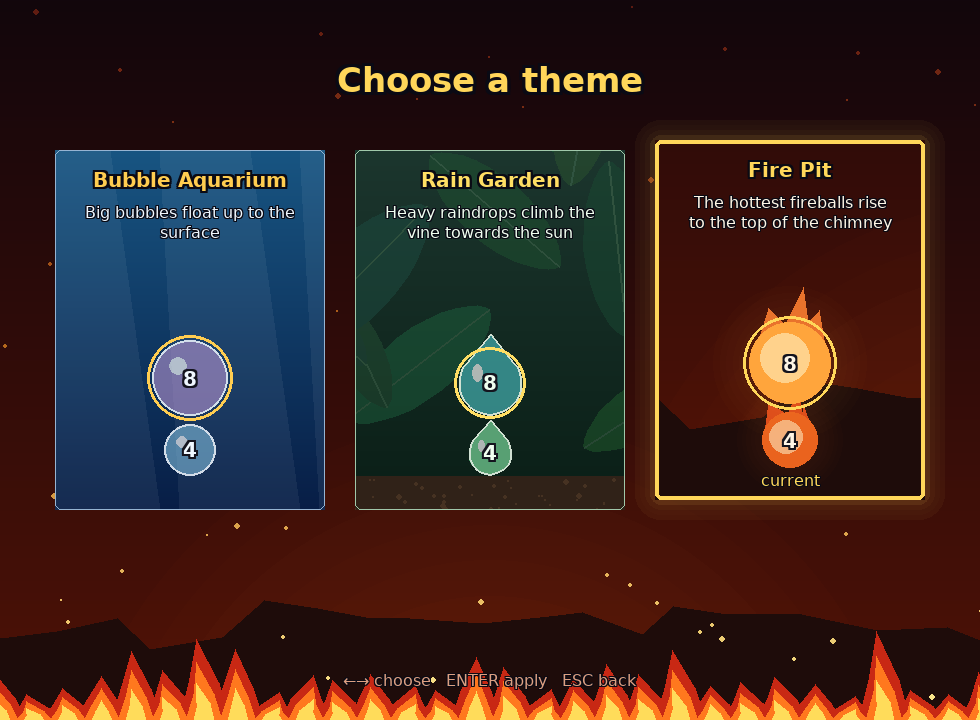 Choose a theme
Bubble Aquarium
Big bubbles float up to the
surface
8
4
Rain Garden
Heavy raindrops climb the
vine towards the sun
8
4
Fire Pit
The hottest fireballs rise
to the top of the chimney
8
4
current
←→ choose ENTER apply ESC back